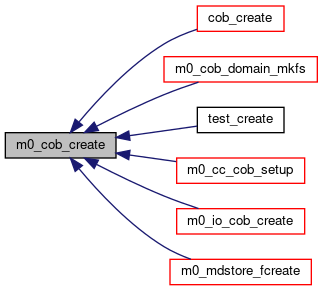 cob_create
m0_cob_domain_mkfs
test_create
m0_cob_create
m0_cc_cob_setup
m0_io_cob_create
m0_mdstore_fcreate